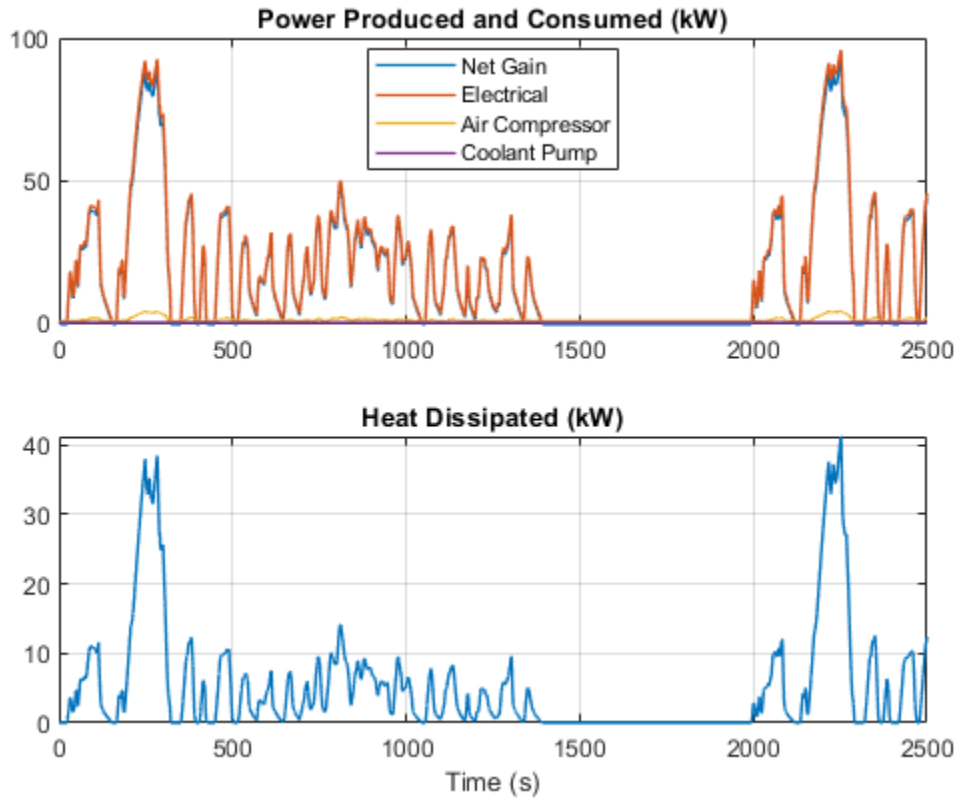 Power Produced and Consumed (kW)
100
Net Gain
Electrical
Air Compressor
Coolant Pump
50
0
0 500 1000 1500 2000 2500
Heat Dissipated (kW)
40
30
20
10
0
0 500 1000 1500 2000 2500
Time (s)